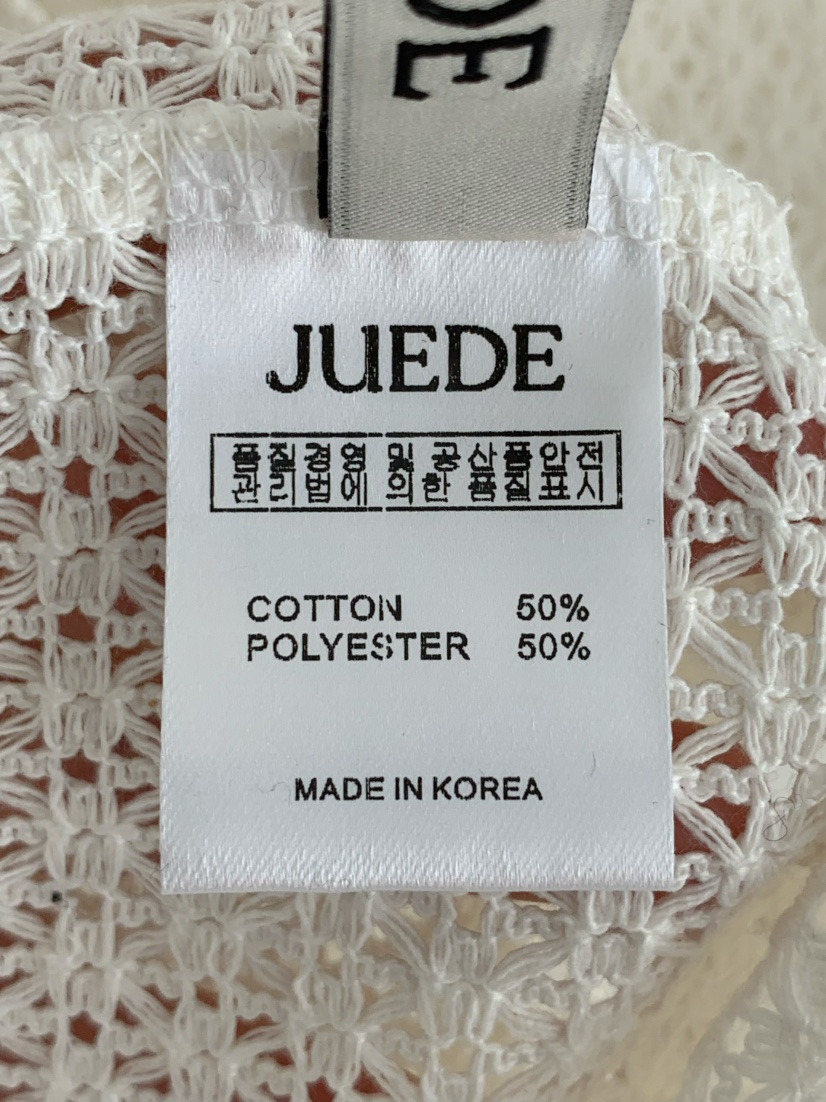 DE
JUEDE
품질경영 및 공산품안전
관리법에 의한 품질표시
COTTON 50%
POLYESTER 50%
MADE IN KOREA